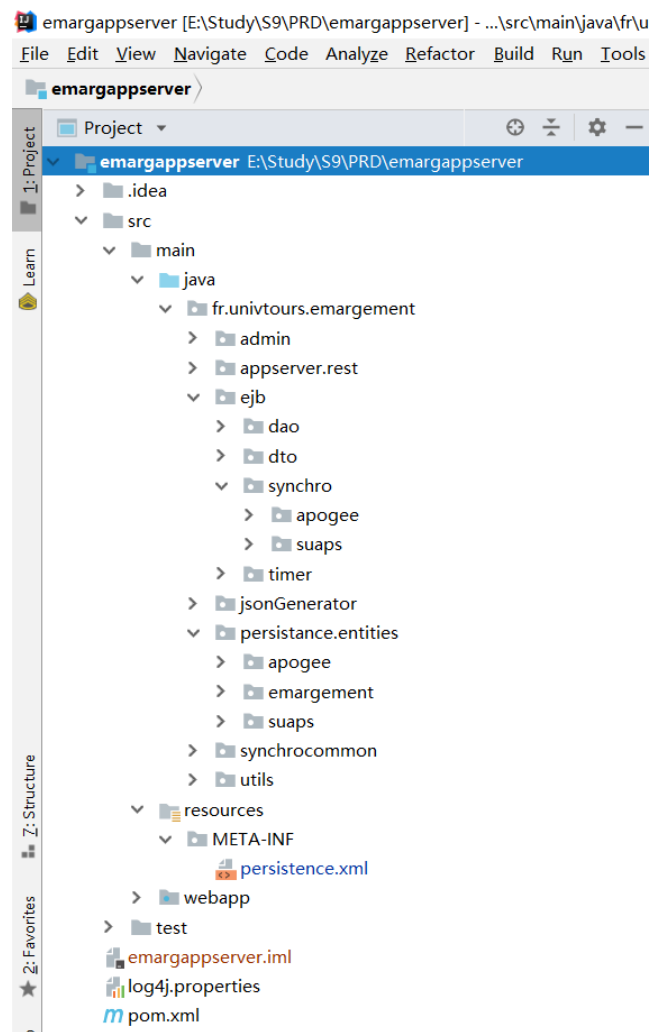 emargappserver [E:\Study\S9\PRD\emargappserver] - ...\src\main\java\fr\u
File Edit View Navigate Code Analyze Refactor Build Run Tools
emargappserver
Project
1: Project
emargappserver E:\Study\S9\PRD\emargappserver
.idea
src
main
Learn
java
fr.univtours.emargement
admin
appserver.rest
ejb
dao
dto
synchro
apogee
suaps
timer
jsonGenerator
persistance.entities
apogee
emargement
suaps
synchrocommon
utils
Z: Structure
resources
META-INF
persistence.xml
webapp
test
2: Favorites
emargappserver.iml
log4j.properties
m pom.xml